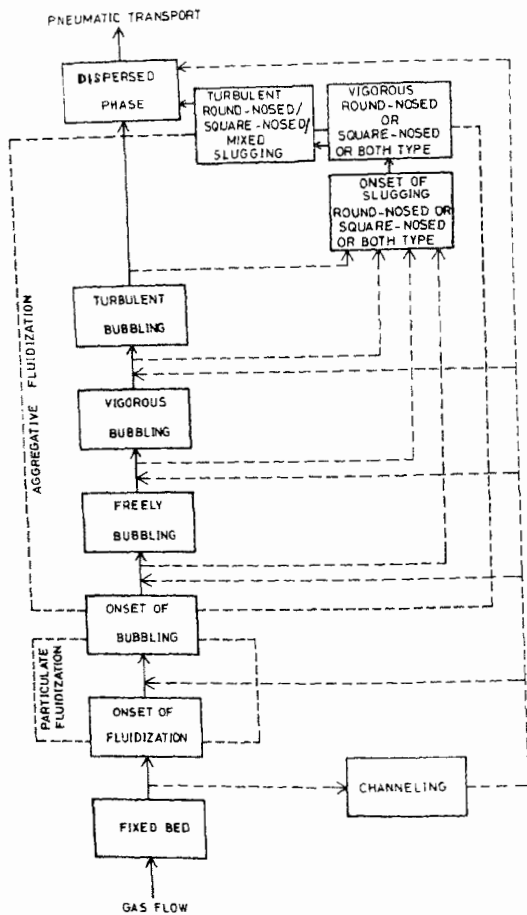 PNEUMATIC TRANSPORT
DISPERSED
PHASE
TURBULENT
ROUND-NOSED/
SQUARE-NOSED/
MIXED
SLUGGING
VIGOROUS
ROUND-NOSED
OR
SQUARE-NOSED
OR BOTH TYPE
ONSET OF
SLUGGING
ROUND-NOSED OR
SQUARE-NOSED
OR BOTH TYPE
TURBULENT
BUBBLING
AGGREGATIVE FLUIDIZATION
VIGOROUS
BUBBLING
FREELY
BUBBLING
ONSET OF
BUBBLING
PARTICULATE
FLUIDIZATION
ONSET OF
FLUIDIZATION
CHANNELING
FIXED BED
GAS FLOW